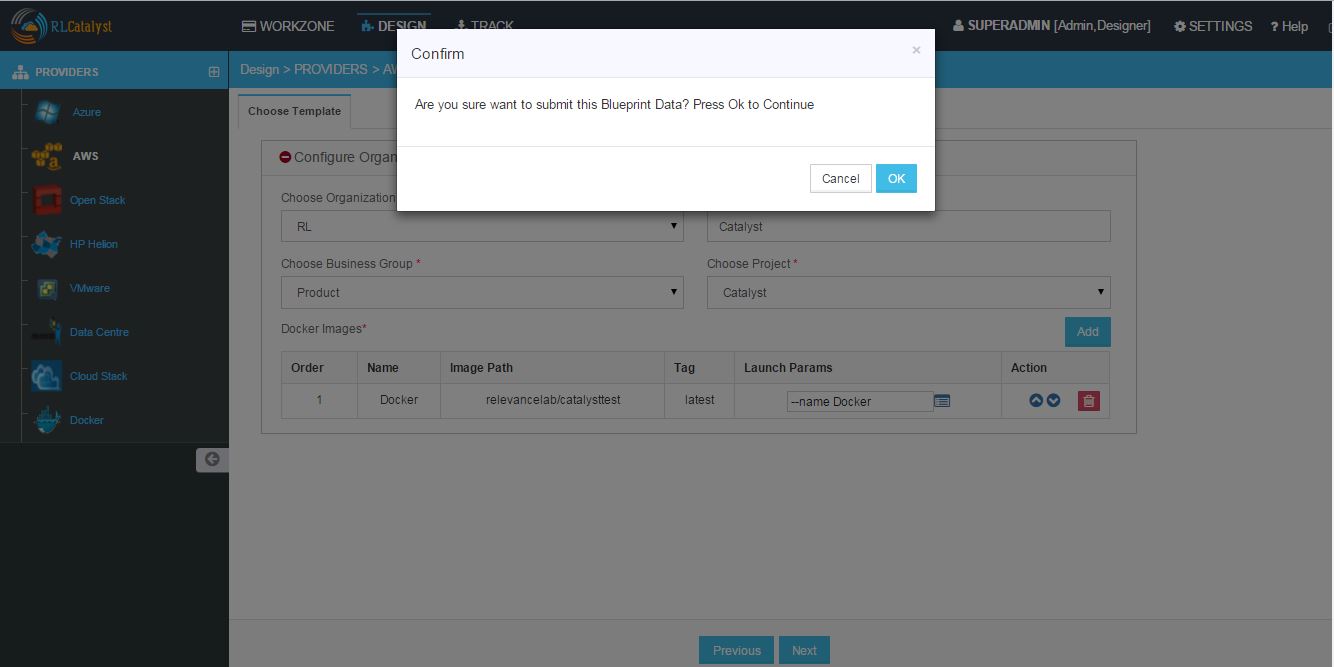 RLCatalyst
WORKZONE
DESIGN
TRACK
SUPERADMIN [Admin,Designer]
SETTINGS
? Help
PROVIDERS
Design > PROVIDERS >
Azure
AWS
Open Stack
HP Helion
VMware
Data Centre
Cloud Stack
Docker
Confirm
×
Are you sure want to submit this Blueprint Data? Press Ok to Continue
Cancel
OK
Choose Template
Configure Organ
Choose Organization
RL
Catalyst
Choose Business Group *
Choose Project *
Product
Catalyst
Docker Images*
Add
Order Name Image Path Tag Launch Params Action
1 Docker relevancelab/catalysttest latest --name Docker
Previous
Next